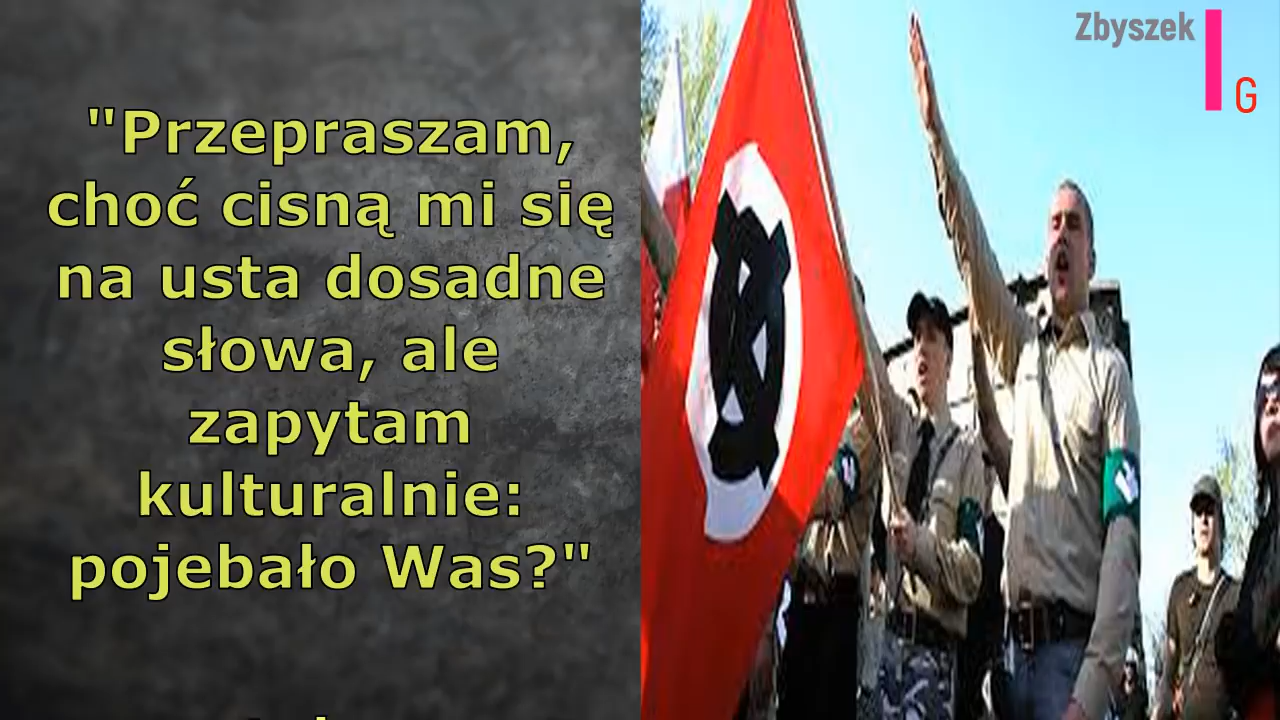 "Przepraszam,
choć cisną mi się
na usta dosadne
słowa, ale
zapytam
kulturalnie:
pojebało Was?"
Zbyszek
I
G